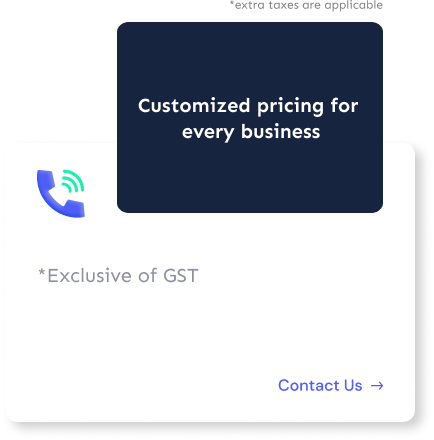 *extra taxes are applicable
Customized pricing for
every business
*Exclusive of GST
Contact Us →